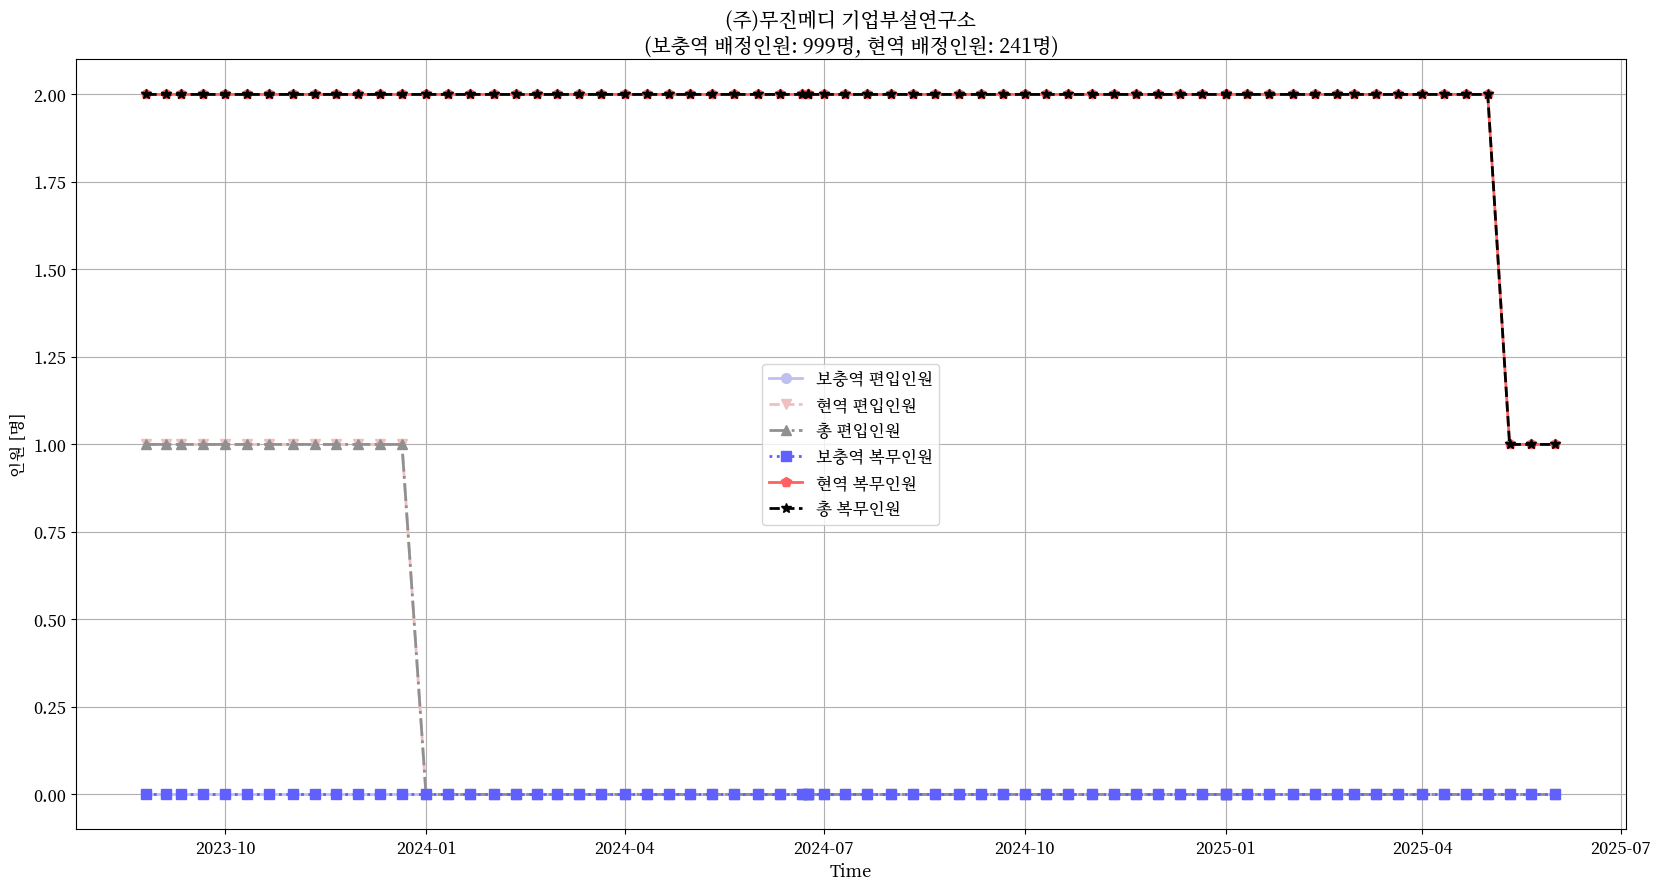 (주)무진메디 기업부설연구소
(보충역 배정인원: 999명, 현역 배정인원: 241명)
인원 [명]
2.00
1.75
1.50
1.25
1.00
0.75
0.50
0.25
0.00
보충역 편입인원
현역 편입인원
총 편입인원
보충역 복무인원
현역 복무인원
총 복무인원
2023-10
2024-01
2024-04
2024-07
2024-10
2025-01
2025-04
2025-07
Time